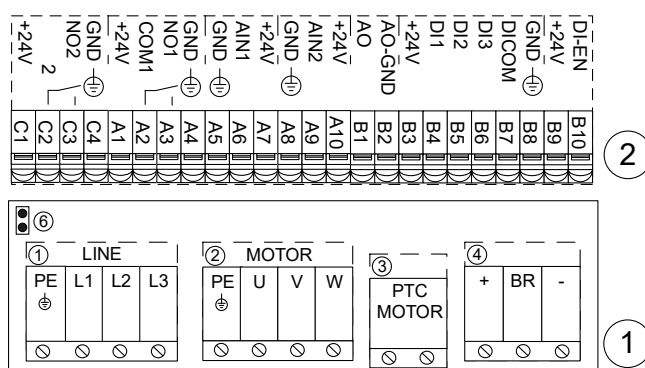 +24V 2 NO2 GND +24V COM1 NO1 GND GND AIN1 +24V GND AIN2 +24V AO AO-GND +24V DI1 DI2 DI3 DICOM GND +24V DI-EN
C1 C2 C3 C4 A1 A2 A3 A4 A5 A6 A7 A8 A9 A10 B1 B2 B3 B4 B5 B6 B7 B8 B9 B10
2
6
1 LINE
PE L1 L2 L3
2 MOTOR
PE U V W
3
PTC
MOTOR
4
+ BR -
1